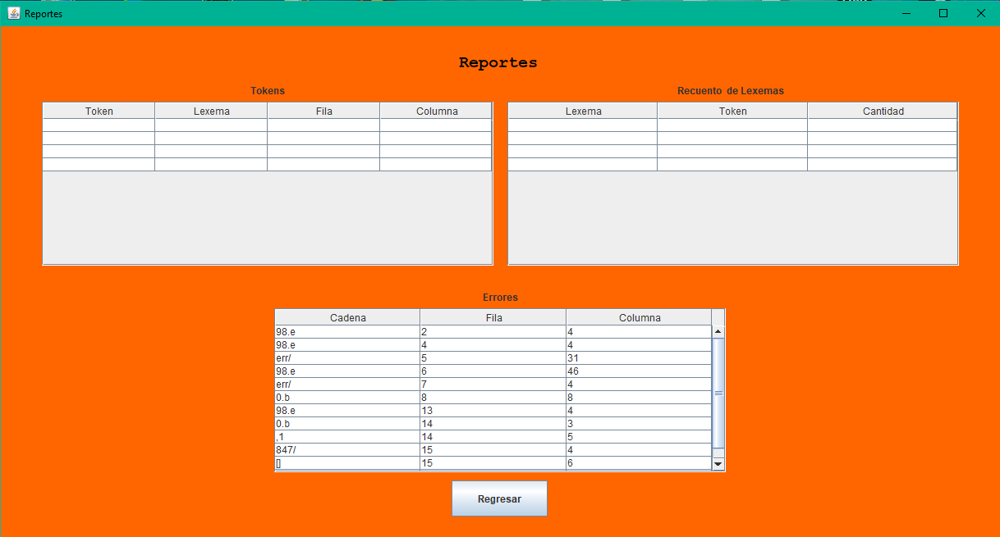 Reportes
Reportes
Tokens
Token Lexema Fila Columna
Recuento de Lexemas
Lexema Token Cantidad
Errores
Cadena Fila Columna
98.e 2 4
98.e 4 4
err/ 5 31
98.e 6 46
err/ 7 4
0.b 8 8
98.e 13 4
0.b 14 3
,1 14 5
847/ 15 4
[] 15 6
Regresar